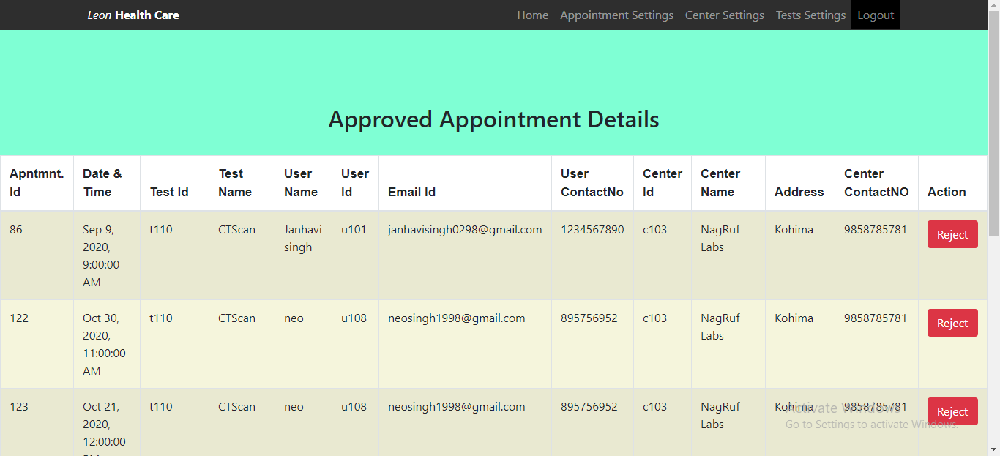 Leon Health Care Home Appointment Settings Center Settings Tests Settings Logout
Approved Appointment Details
Apntmnt. Id Date & Time Test Id Test Name User Name User Id Email Id User ContactNo Center Id Center Name Address Center ContactNO Action
86 Sep 9, 2020, 9:00:00 AM t110 CTScan Janhavi singh u101 janhavisingh0298@gmail.com 1234567890 c103 NagRuf Labs Kohima 9858785781 Reject
122 Oct 30, 2020, 11:00:00 AM t110 CTScan neo u108 neosingh1998@gmail.com 895756952 c103 NagRuf Labs Kohima 9858785781 Reject
123 Oct 21, 2020, 12:00:00 t110 CTScan neo u108 neosingh1998@gmail.com 895756952 c103 NagRuf Labs Kohima 9858785781 Reject
Activate Windows
Go to Settings to activate Windows.